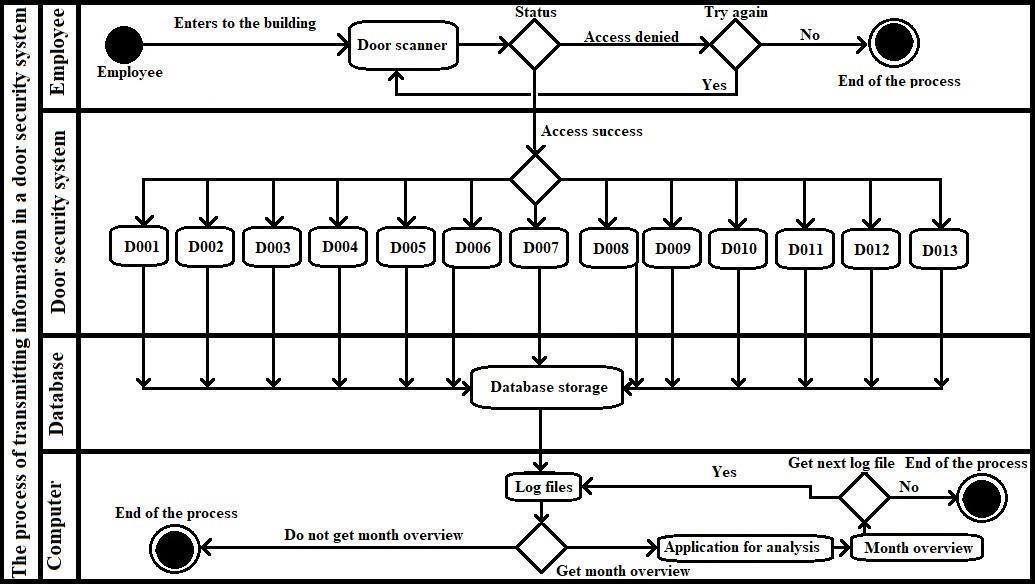 The process of transmitting information in a door security system
Employee
Enters to the building
Employee
Door scanner
Status
Access denied
Try again
No
Yes
End of the process
Door security system
Access success
D001
D002
D003
D004
D005
D006
D007
D008
D009
D010
D011
D012
D013
Database
Database storage
Computer
Log files
Yes
Get next log file
End of the process
No
End of the process
Do not get month overview
Application for analysis
Month overview
Get month overview